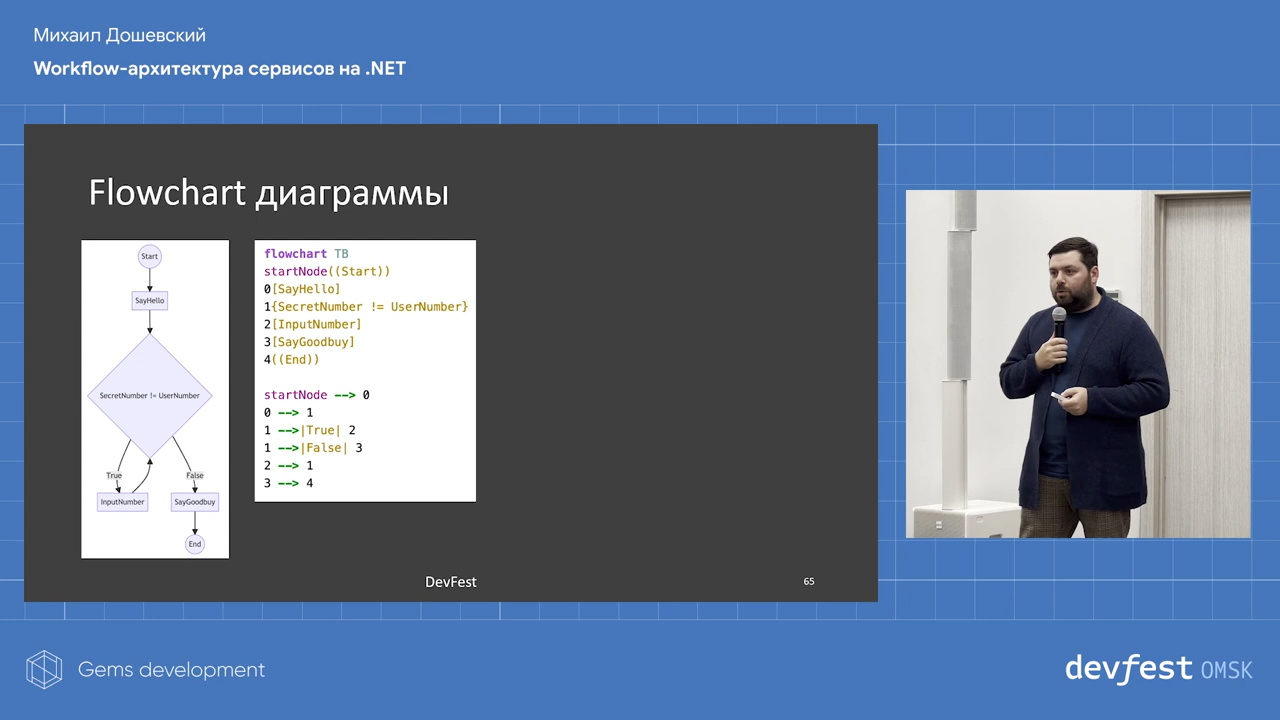 Михаил Дошевский
Workflow-архитектура сервисов на .NET
Flowchart диаграммы
Start
SayHello
SecretNumber != UserNumber
True
False
InputNumber
SayGoodbuy
End
flowchart TB
startNode((Start))
0[SayHello]
1{SecretNumber != UserNumber}
2[InputNumber]
3[SayGoodbuy]
4((End))
startNode --> 0
0 --> 1
1 -->|True| 2
1 -->|False| 3
2 --> 1
3 --> 4
DevFest
65
Gems development
devfest OMSK